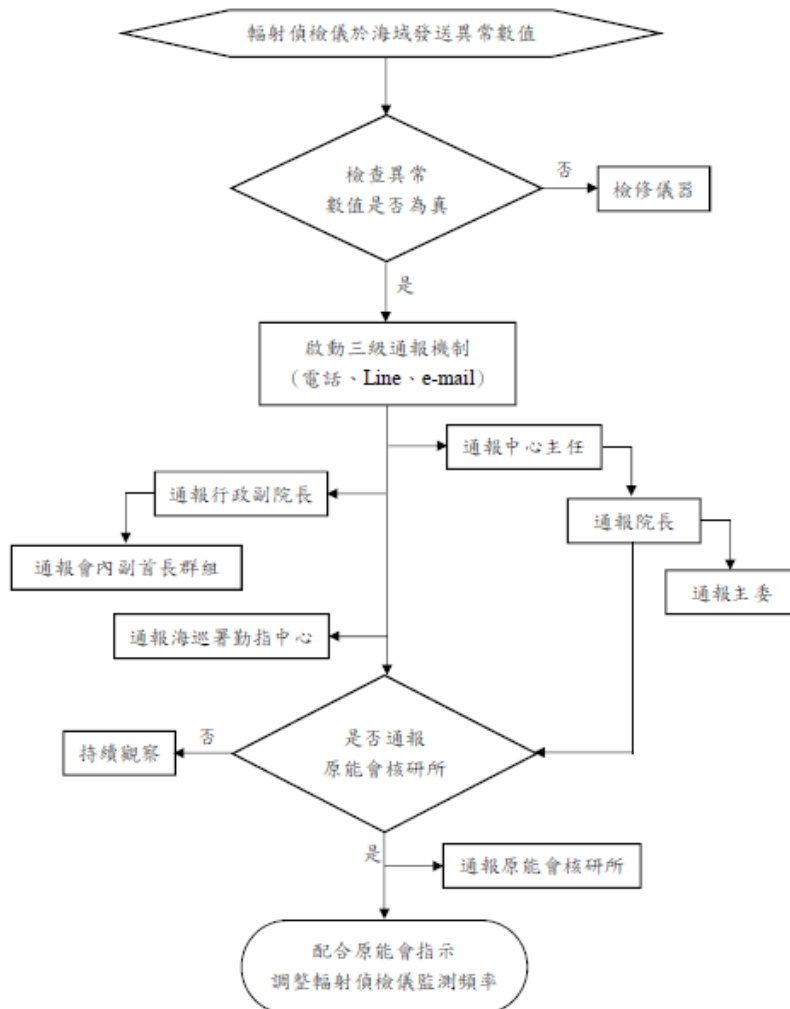 輻射偵檢儀於海域發送異常數值
檢查異常
數值是否為真
否
檢修儀器
是
啟動三級通報機制
（電話、Line、e-mail）
通報中心主任
通報行政副院長
通報院長
通報會內副首長群組
通報主委
通報海巡署勤指中心
是否通報
原能會核研所
否
持續觀察
是
通報原能會核研所
配合原能會指示
調整輻射偵檢儀監測頻率